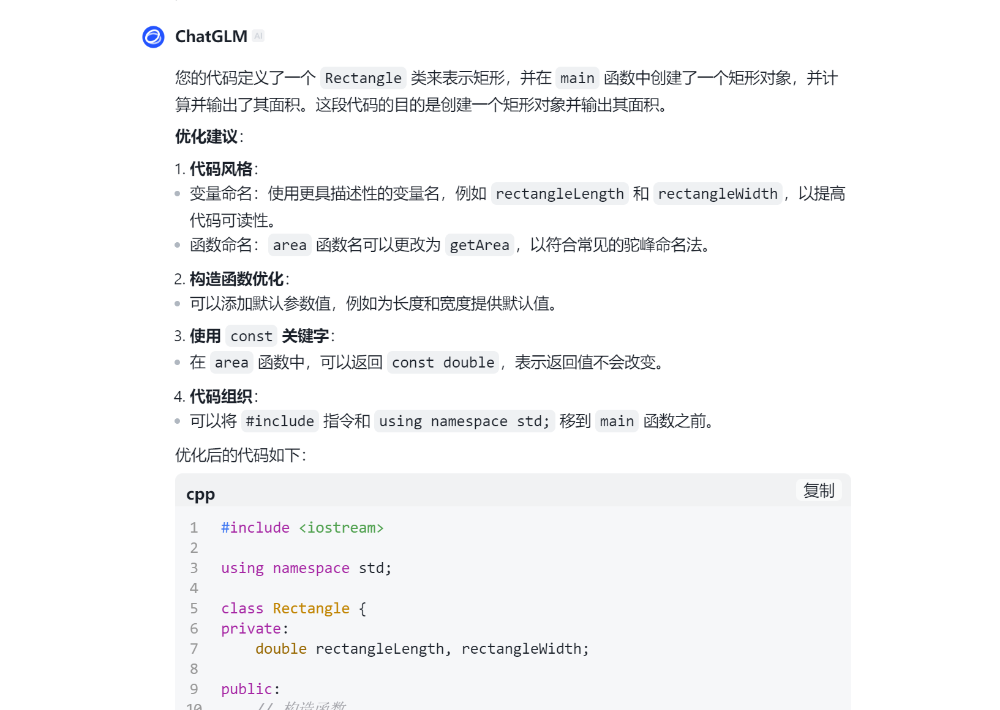 ChatGLM AI
您的代码定义了一个 Rectangle 类来表示矩形，并在 main 函数中创建了一个矩形对象，并计
算并输出了其面积。这段代码的目的是创建一个矩形对象并输出其面积。
优化建议：
1. 代码风格：
变量命名：使用更具描述性的变量名，例如 rectangleLength 和 rectangleWidth，以提高
代码可读性。
函数命名：area 函数名可以更改为 getArea，以符合常见的驼峰命名法。
2. 构造函数优化：
可以添加默认参数值，例如为长度和宽度提供默认值。
3. 使用 const 关键字：
在 area 函数中，可以返回 const double，表示返回值不会改变。
4. 代码组织：
可以将 #include 指令和 using namespace std; 移到 main 函数之前。
优化后的代码如下：
cpp 复制
1 #include <iostream>
2
3 using namespace std;
4
5 class Rectangle {
6 private:
7 double rectangleLength, rectangleWidth;
8
9 public:
10 // 构造函数